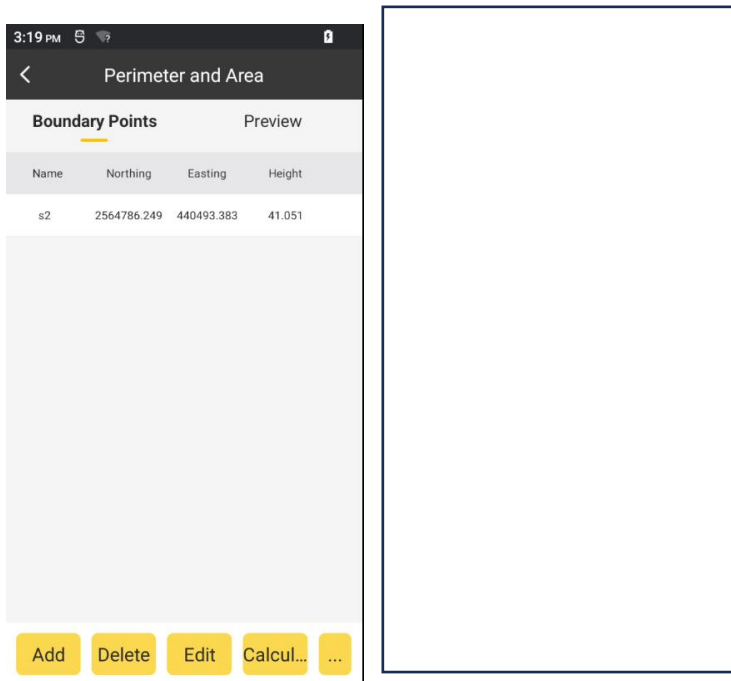 3:19 PM
Perimeter and Area
Boundary Points Preview
Name Northing Easting Height
s2 2564786.249 440493.383 41.051
Add Delete Edit Calcul... ...